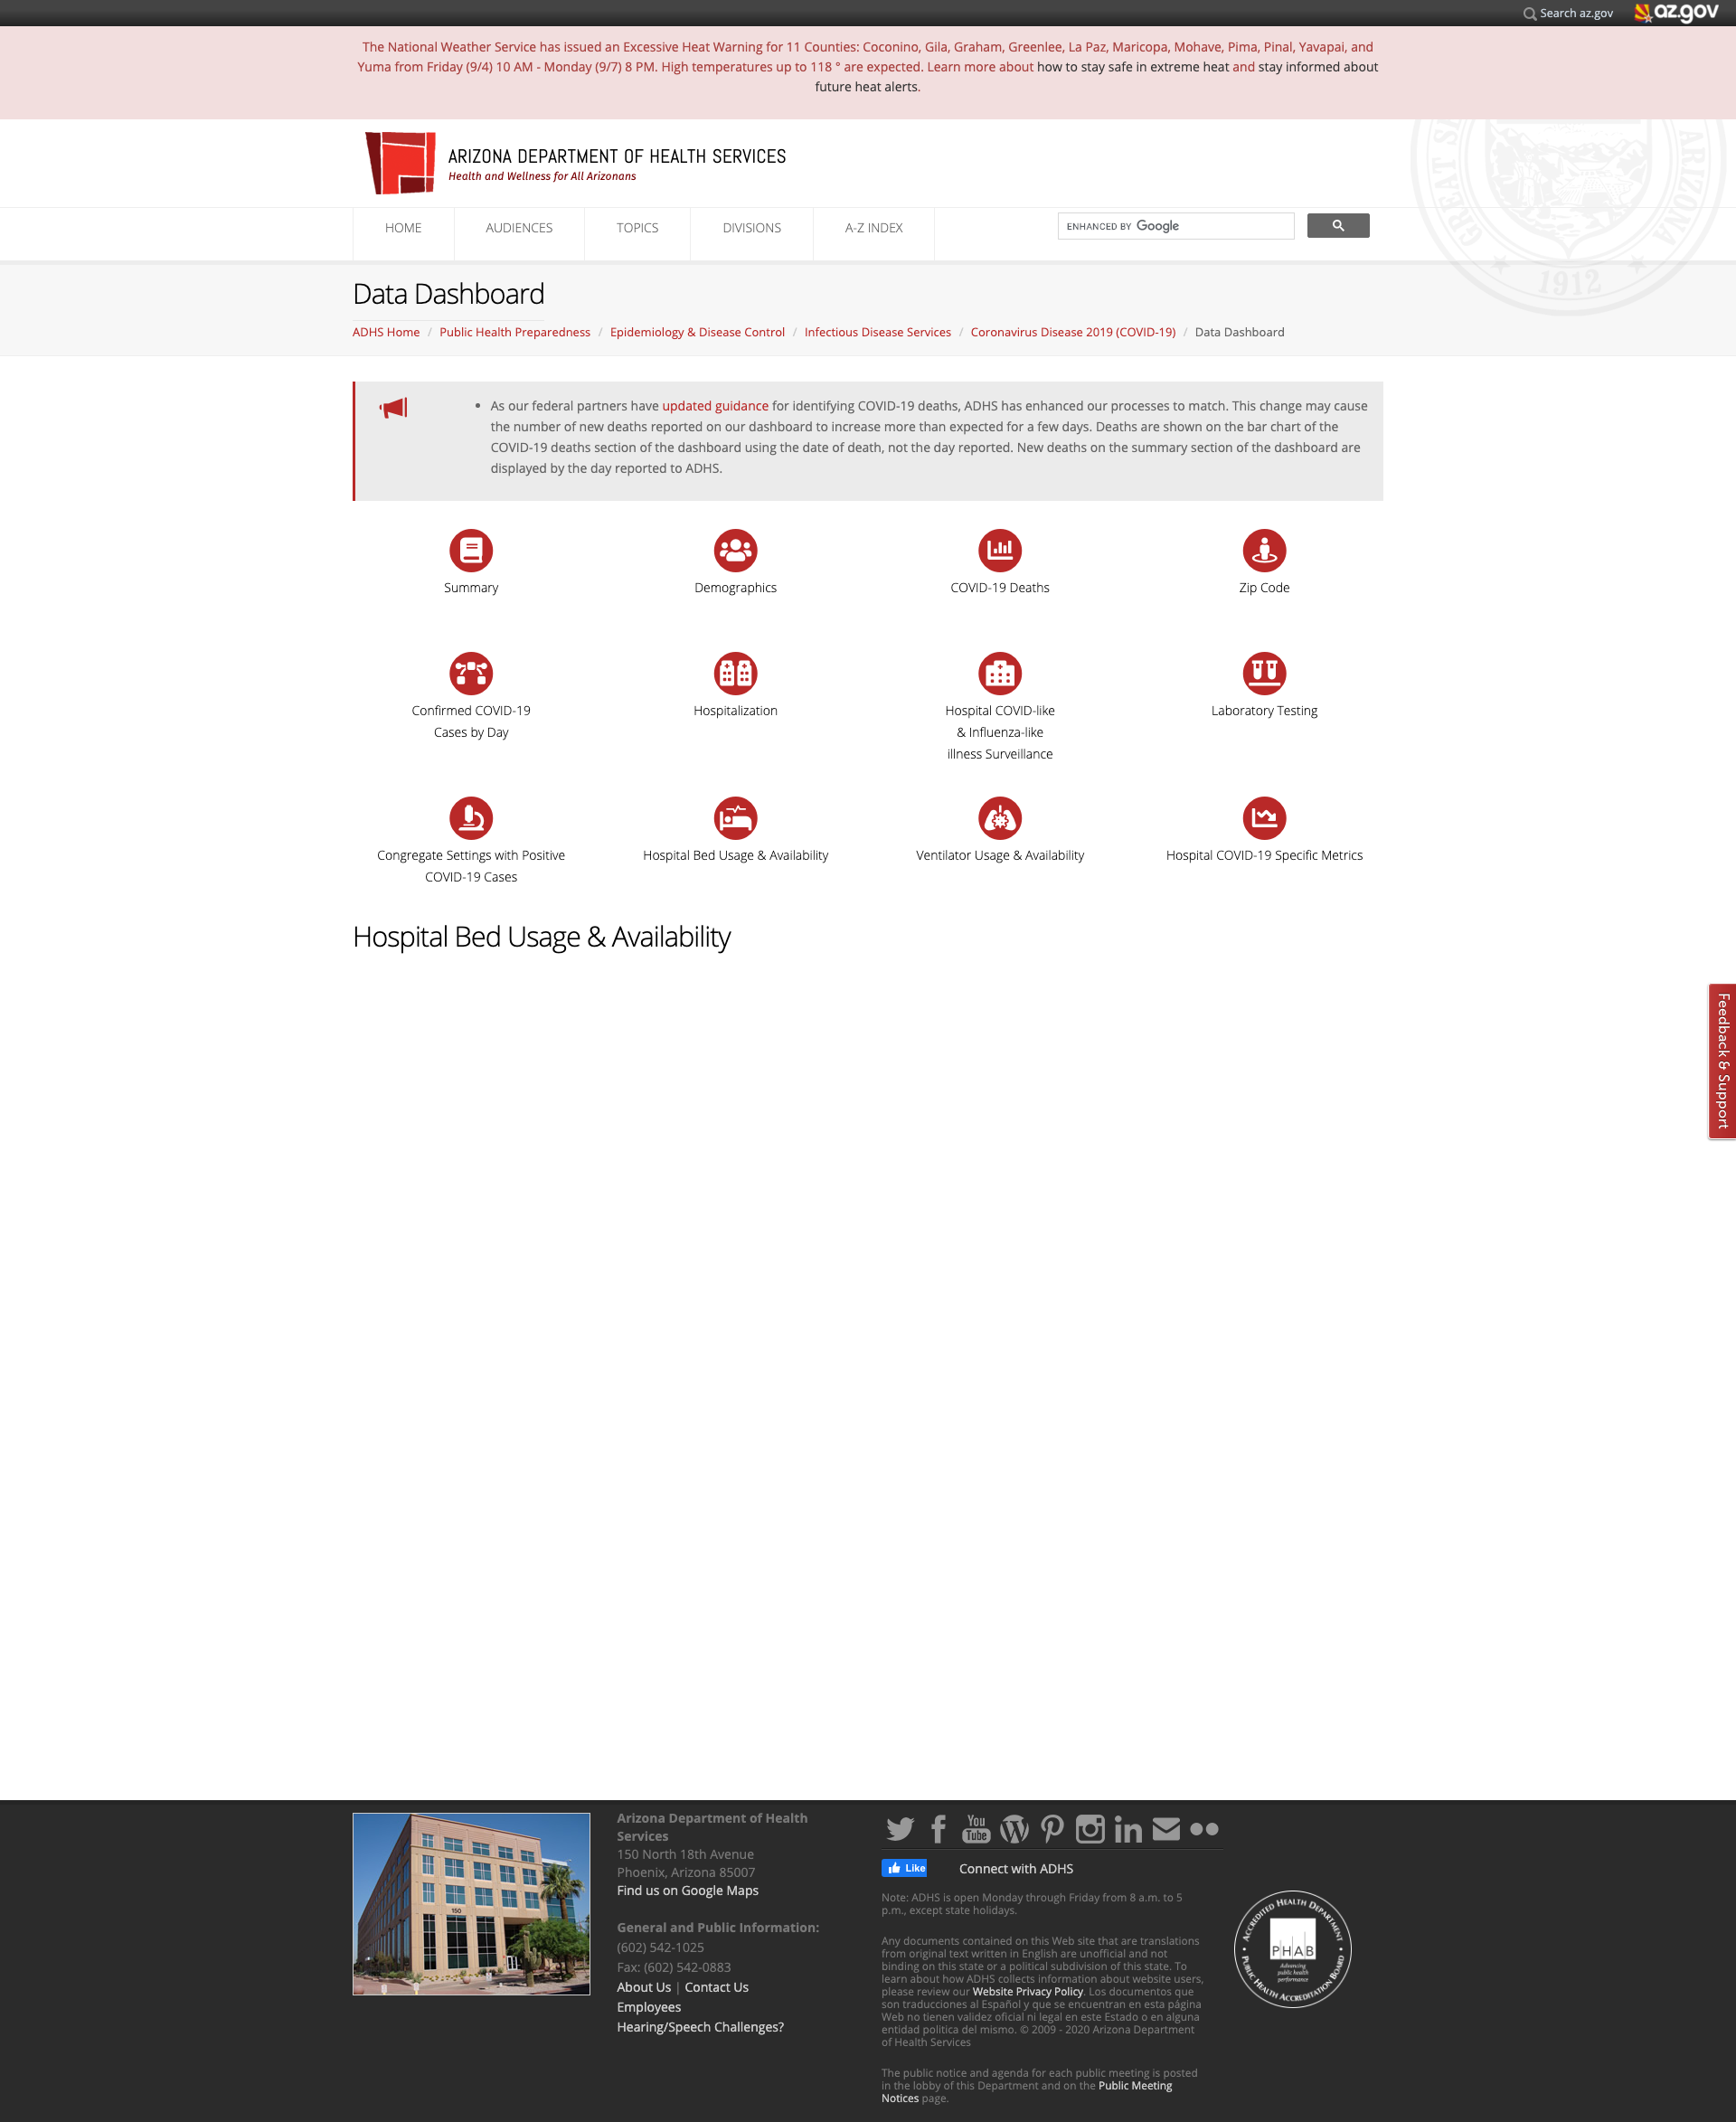 Search az.gov
az.gov
The National Weather Service has issued an Excessive Heat Warning for 11 Counties: Coconino, Gila, Graham, Greenlee, La Paz, Maricopa, Mohave, Pima, Pinal, Yavapai, and
Yuma from Friday (9/4) 10 AM - Monday (9/7) 8 PM. High temperatures up to 118 ° are expected. Learn more about how to stay safe in extreme heat and stay informed about
future heat alerts.
ARIZONA DEPARTMENT OF HEALTH SERVICES
Health and Wellness for All Arizonans
GREAT
ARIZONA
1912
HOME
AUDIENCES
TOPICS
DIVISIONS
A-Z INDEX
ENHANCED BY Google
Data Dashboard
ADHS Home / Public Health Preparedness / Epidemiology & Disease Control / Infectious Disease Services / Coronavirus Disease 2019 (COVID-19) / Data Dashboard
• As our federal partners have updated guidance for identifying COVID-19 deaths, ADHS has enhanced our processes to match. This change may cause
the number of new deaths reported on our dashboard to increase more than expected for a few days. Deaths are shown on the bar chart of the
COVID-19 deaths section of the dashboard using the date of death, not the day reported. New deaths on the summary section of the dashboard are
displayed by the day reported to ADHS.
Summary
Demographics
COVID-19 Deaths
Zip Code
Confirmed COVID-19
Cases by Day
Hospitalization
Hospital COVID-like
& Influenza-like
illness Surveillance
Laboratory Testing
Congregate Settings with Positive
COVID-19 Cases
Hospital Bed Usage & Availability
Ventilator Usage & Availability
Hospital COVID-19 Specific Metrics
Hospital Bed Usage & Availability
Feedback & Support
150
Arizona Department of Health
Services
150 North 18th Avenue
Phoenix, Arizona 85007
Find us on Google Maps
General and Public Information:
(602) 542-1025
Fax: (602) 542-0883
About Us | Contact Us
Employees
Hearing/Speech Challenges?
You
Tube
Like
Connect with ADHS
Note: ADHS is open Monday through Friday from 8 a.m. to 5
p.m., except state holidays.
Any documents contained on this Web site that are translations
from original text written in English are unofficial and not
binding on this state or a political subdivision of this state. To
learn about how ADHS collects information about website users,
please review our Website Privacy Policy. Los documentos que
son traducciones al Español y que se encuentran en esta página
Web no tienen validez oficial ni legal en este Estado o en alguna
entidad politica del mismo. © 2009 - 2020 Arizona Department
of Health Services
The public notice and agenda for each public meeting is posted
in the lobby of this Department and on the Public Meeting
Notices page.
ACCREDITED HEALTH DEPARTMENT
PHAB
Advancing
public health
performance
PUBLIC HEALTH ACCREDITATION BOARD